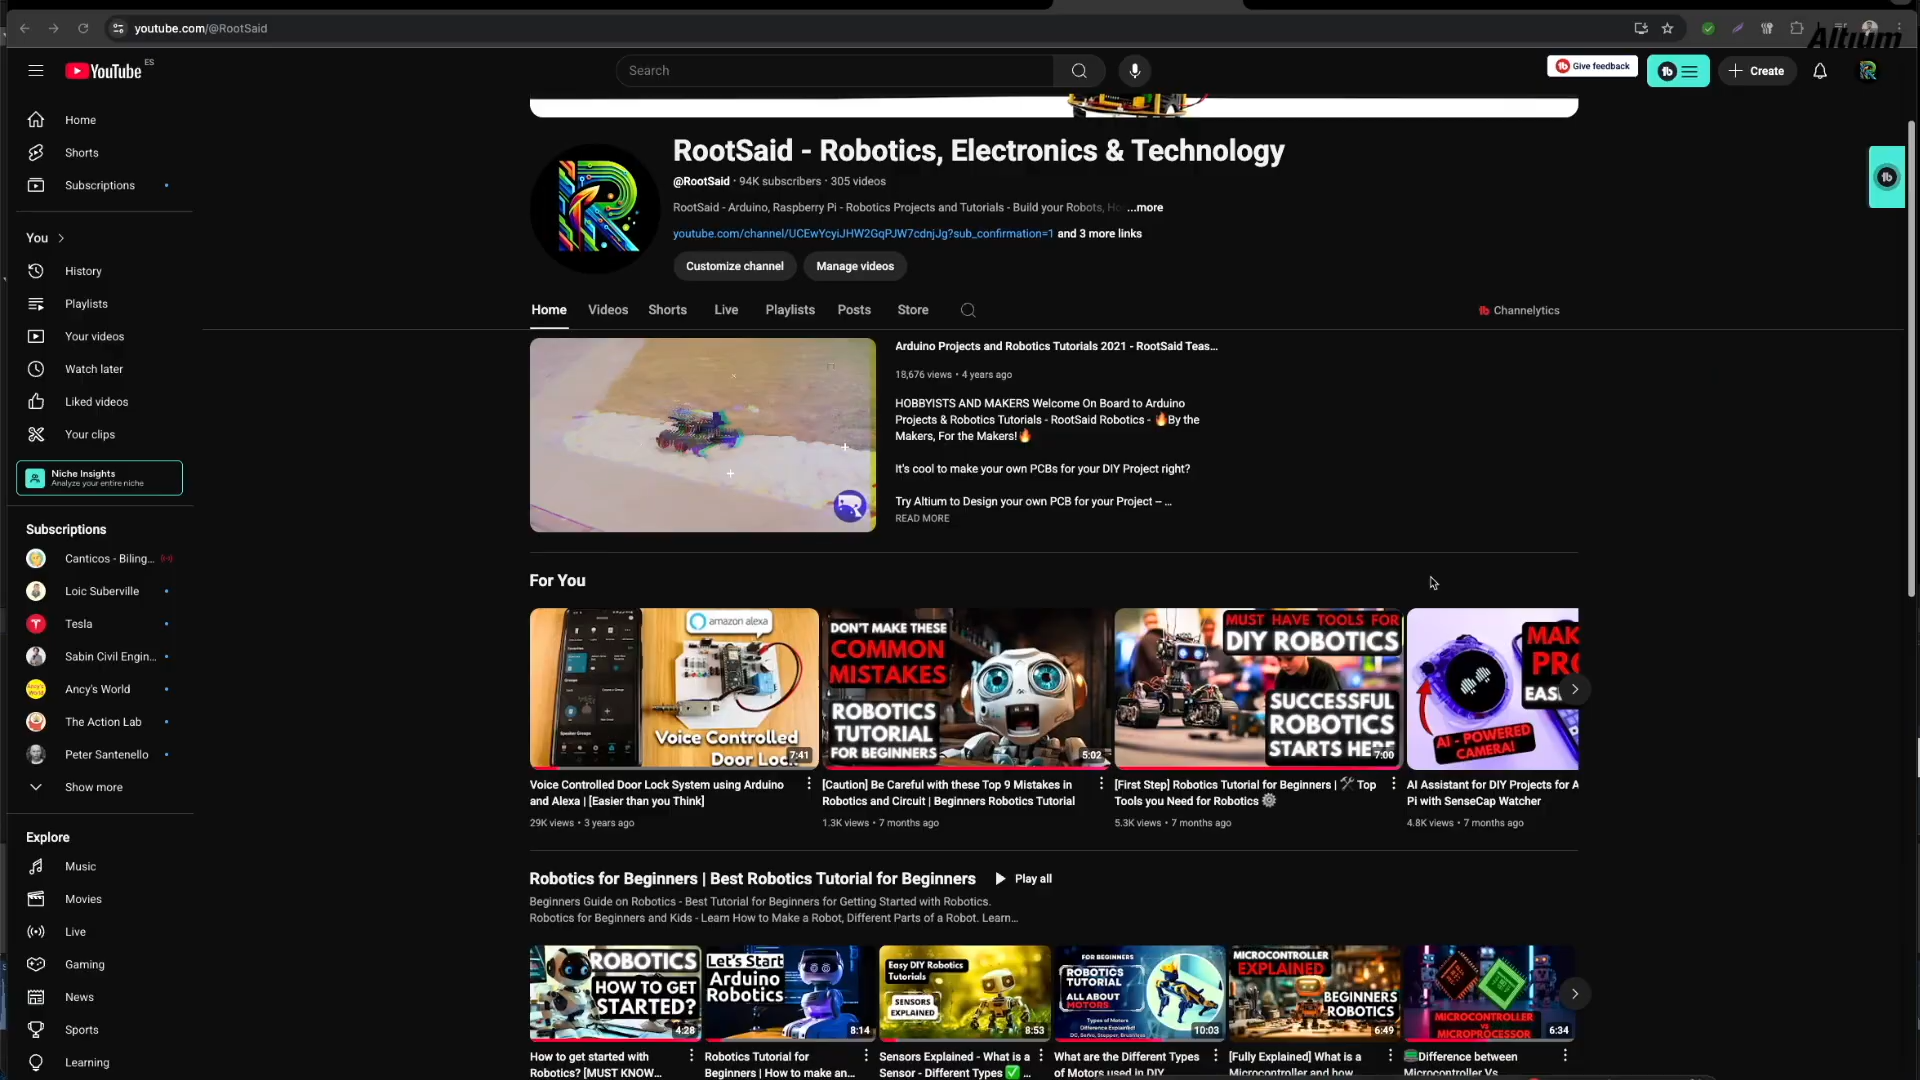 youtube.com/@RootSaid
Altium
YouTube ES
Search
Give feedback
Create
Home
Shorts
Subscriptions
You
History
Playlists
Your videos
Watch later
Liked videos
Your clips
Niche Insights
Analyze your entire niche
Subscriptions
Canticos - Biling...
Loic Suberville
Tesla
Sabin Civil Engin...
Ancy's World
The Action Lab
Peter Santenello
Show more
Explore
Music
Movies
Live
Gaming
News
Sports
Learning
RootSaid - Robotics, Electronics & Technology
@RootSaid · 94K subscribers · 305 videos
RootSaid - Arduino, Raspberry Pi - Robotics Projects and Tutorials - Build your Robots, Ho ...more
youtube.com/channel/UCEwYcyiJHW2GqPJW7cdnjJg?sub_confirmation=1 and 3 more links
Customize channel
Manage videos
Home Videos Shorts Live Playlists Posts Store
Channelytics
Arduino Projects and Robotics Tutorials 2021 - RootSaid Teas...
18,676 views • 4 years ago
HOBBYISTS AND MAKERS Welcome On Board to Arduino
Projects & Robotics Tutorials - RootSaid Robotics - 🔥By the
Makers, For the Makers!🔥
It's cool to make your own PCBs for your DIY Project right?
Try Altium to Design your own PCB for your Project -- ...
READ MORE
For You
amazon alexa
Voice Controlled
Door Lock
7:41
Voice Controlled Door Lock System using Arduino
and Alexa | [Easier than you Think]
29K views • 3 years ago
DON'T MAKE THESE
COMMON
MISTAKES
ROBOTICS
TUTORIAL
FOR BEGINNERS
5:02
[Caution] Be Careful with these Top 9 Mistakes in
Robotics and Circuit | Beginners Robotics Tutorial
1.3K views • 7 months ago
MUST HAVE TOOLS FOR
DIY ROBOTICS
SUCCESSFUL
ROBOTICS
STARTS HERE
7:00
[First Step] Robotics Tutorial for Beginners | 🛠 Top
Tools you Need for Robotics ⚙
5.3K views • 7 months ago
MAK
PRO
EAS
AI - POWERED
CAMERA!
AI Assistant for DIY Projects for A
Pi with SenseCap Watcher
4.8K views • 7 months ago
Robotics for Beginners | Best Robotics Tutorial for Beginners
Play all
Beginners Guide on Robotics - Best Tutorial for Beginners for Getting Started with Robotics.
Robotics for Beginners and Kids - Learn How to Make a Robot, Different Parts of a Robot. Learn...
ROBOTICS
HOW TO GET
STARTED?
4:28
How to get started with
Robotics? [MUST KNOW...
Let's Start
Arduino
Robotics
8:14
Robotics Tutorial for
Beginners | How to make an...
Easy DIY Robotics
Tutorials
SENSORS
EXPLAINED
8:53
Sensors Explained - What is a
Sensor - Different Types ✅ ...
FOR BEGINNERS
ROBOTICS
TUTORIAL
ALL ABOUT
MOTORS
Types of Motors
Difference Explained!
10:03
What are the Different Types
of Motors used in DIY
MICROCONTROLLER
EXPLAINED
BEGINNERS
ROBOTICS
6:49
[Fully Explained] What is a
Microcontroller and how
MICROCONTROLLER
VS
MICROPROCESSOR
6:34
Difference between
Microcontroller Vs